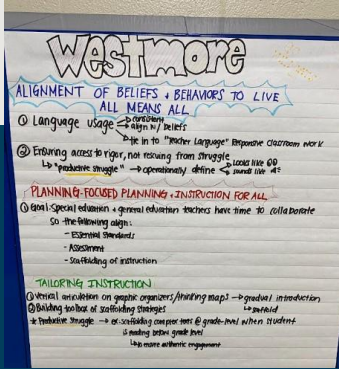 Westmore
ALIGNMENT OF BELIEFS + BEHAVIORS TO LIVE
ALL MEANS ALL
① Language usage → consistent
→ align w/ beliefs
→ tie in to "Teacher Language" Responsive Classroom work
② Ensuring access to rigor, not rescuing from struggle
↳ "productive struggle" → operationally define looks like
sounds like
PLANNING-FOCUSED PLANNING + INSTRUCTION FOR ALL
① Goal: Special education + general education teachers have time to collaborate
so the following align:
- Essential Standards
- Assessment
- Scaffolding of instruction
TAILORING INSTRUCTION
① Vertical articulation on graphic organizers/thinking maps → gradual introduction
② Building toolbox of scaffolding strategies ↳ scaffold
* Productive struggle → ex: scaffolding complex texts @ grade-level when student
is reading below grade level
↳ more authentic engagement